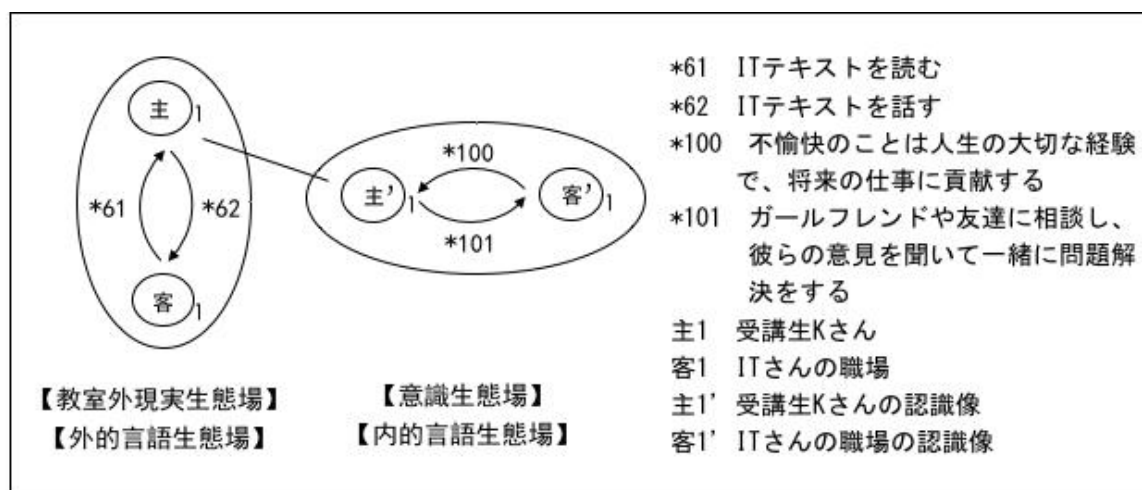 主1
*61
*62
客1
主'1
*100
*101
客'1
【教室外現実生態場】
【外的言語生態場】
【意識生態場】
【内的言語生態場】
*61 ITテキストを読む
*62 ITテキストを話す
*100 不愉快のことは人生の大切な経験
で、将来の仕事に貢献する
*101 ガールフレンドや友達に相談し、
彼らの意見を聞いて一緒に問題解
決をする
主1 受講生Kさん
客1 ITさんの職場
主1' 受講生Kさんの認識像
客1' ITさんの職場の認識像